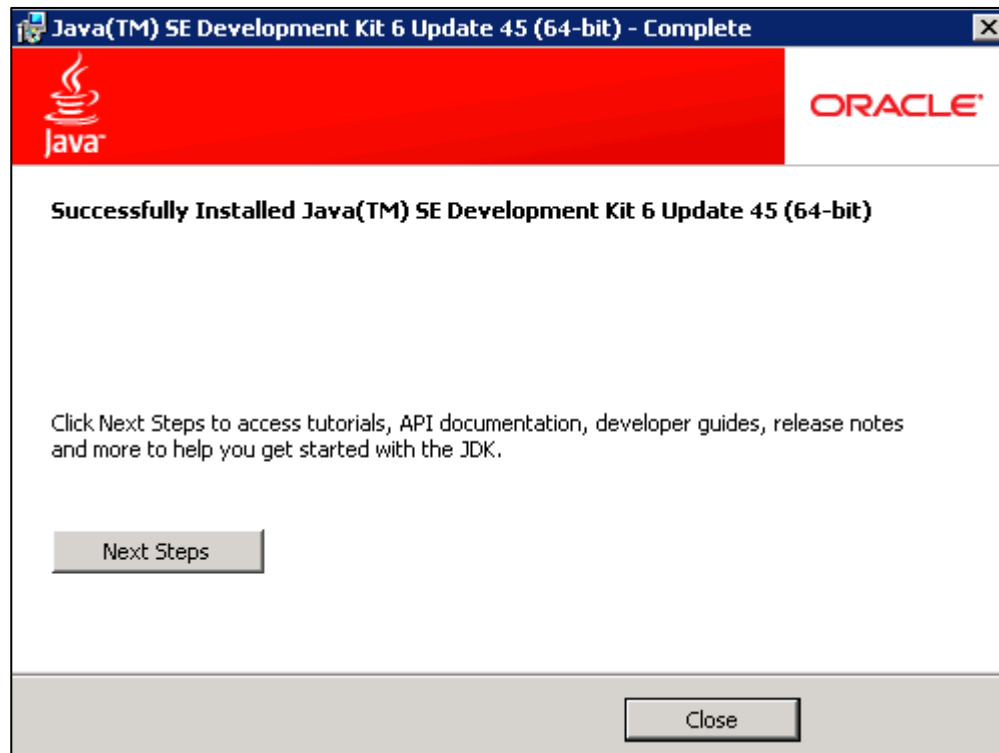 Java(TM) SE Development Kit 6 Update 45 (64-bit) - Complete
Java™
ORACLE®
Successfully Installed Java(TM) SE Development Kit 6 Update 45 (64-bit)
Click Next Steps to access tutorials, API documentation, developer guides, release notes
and more to help you get started with the JDK.
Next Steps
Close